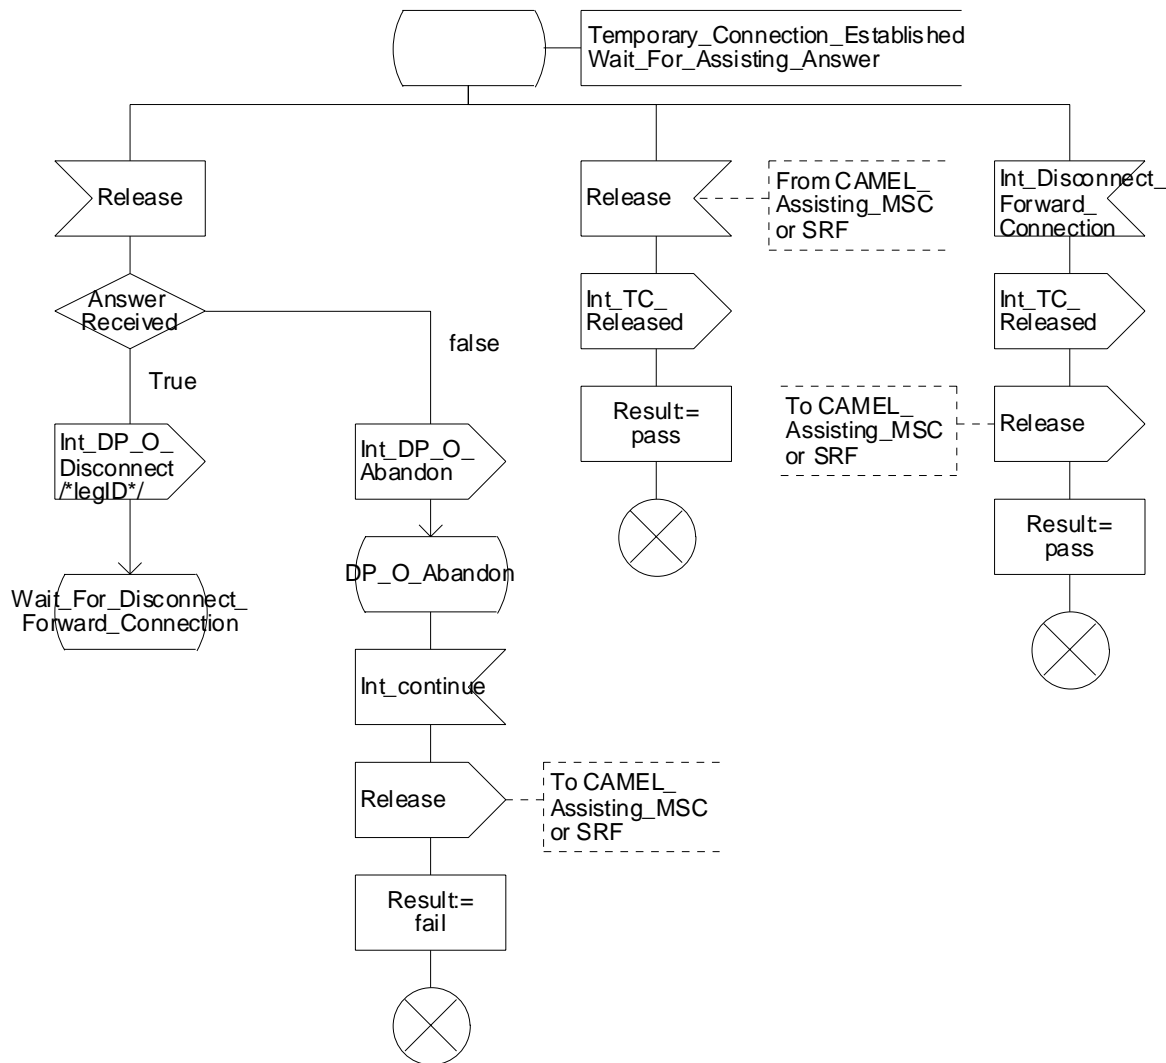 Temporary_Connection_Established
Wait_For_Assisting_Answer
Release
Release
From CAMEL_
Assisting_MSC
or SRF
Int_Disconnect_
Forward_
Connection
Answer
Received
false
True
Int_TC_
Released
Int_TC_
Released
Int_DP_O_
Disconnect
/*legID*/
Int_DP_O_
Abandon
Result:=
pass
To CAMEL_
Assisting_MSC
or SRF
Release
Wait_For_Disconnect_
Forward_Connection
DP_O_Abandon
Result:=
pass
Int_continue
Release
To CAMEL_
Assisting_MSC
or SRF
Result:=
fail